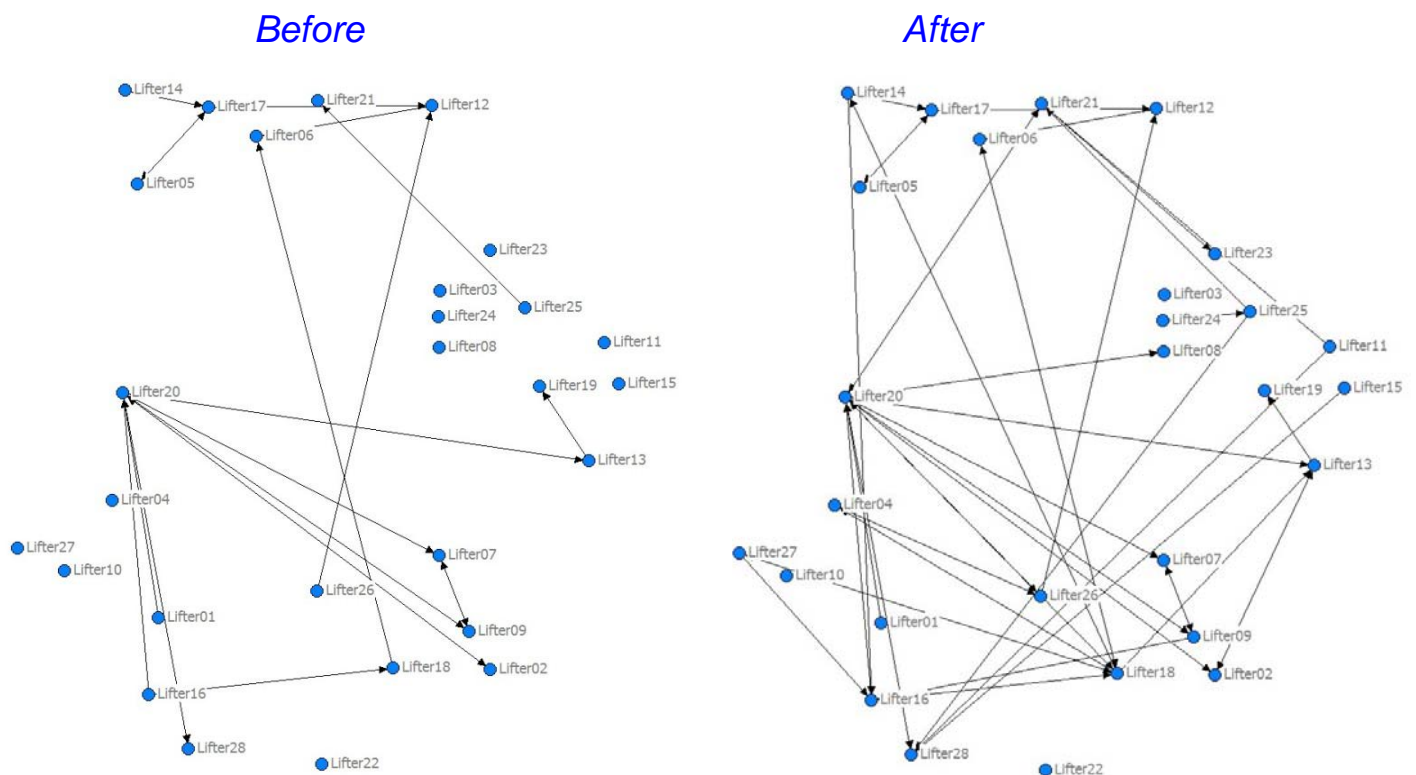 Before
After
Lifter14
Lifter17
Lifter21
Lifter12
Lifter06
Lifter05
Lifter23
Lifter03
Lifter25
Lifter24
Lifter11
Lifter08
Lifter19
Lifter15
Lifter20
Lifter13
Lifter04
Lifter27
Lifter07
Lifter10
Lifter26
Lifter01
Lifter09
Lifter18
Lifter02
Lifter16
Lifter28
Lifter22
Lifter14
Lifter17
Lifter21
Lifter12
Lifter06
Lifter05
Lifter23
Lifter03
Lifter25
Lifter24
Lifter11
Lifter08
Lifter19
Lifter15
Lifter20
Lifter13
Lifter04
Lifter27
Lifter07
Lifter10
Lifter26
Lifter01
Lifter09
Lifter18
Lifter02
Lifter16
Lifter28
Lifter22